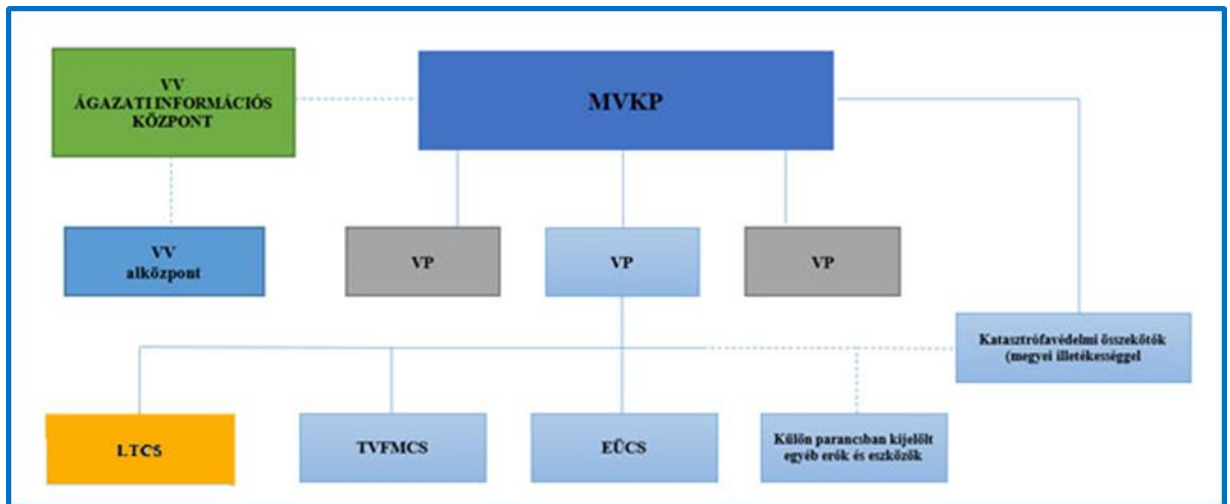 VV
ÁGAZATI INFORMÁCIÓS
KÖZPONT
MVKP
VV
alközpont
VP
VP
VP
Katasztrófavédelmi összekötők
(megyei illetékességgel
LTCS
TVFMCS
EÜCS
Külön parancsban kijelölt
egyéb erők és eszközök